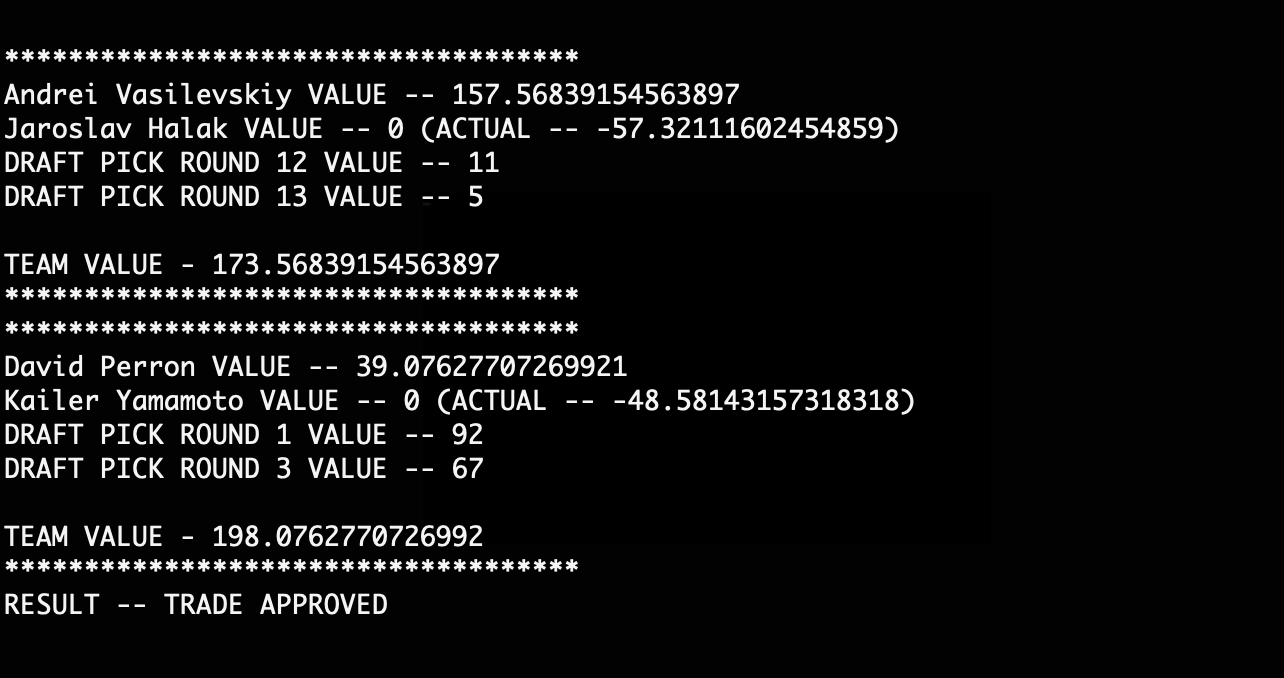 ************************************
Andrei Vasilevskiy VALUE -- 157.56839154563897
Jaroslav Halak VALUE -- 0 (ACTUAL -- -57.32111602454859)
DRAFT PICK ROUND 12 VALUE -- 11
DRAFT PICK ROUND 13 VALUE -- 5
TEAM VALUE - 173.56839154563897
************************************
************************************
David Perron VALUE -- 39.07627707269921
Kailer Yamamoto VALUE -- 0 (ACTUAL -- -48.58143157318318)
DRAFT PICK ROUND 1 VALUE -- 92
DRAFT PICK ROUND 3 VALUE -- 67
TEAM VALUE - 198.0762770726992
************************************
RESULT -- TRADE APPROVED